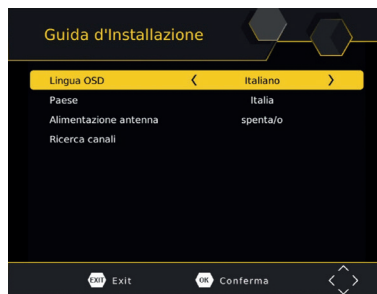 Guida d'Installazione
Lingua OSD Italiano
Paese Italia
Alimentazione antenna spenta/o
Ricerca canali
EXIT Exit OK Conferma